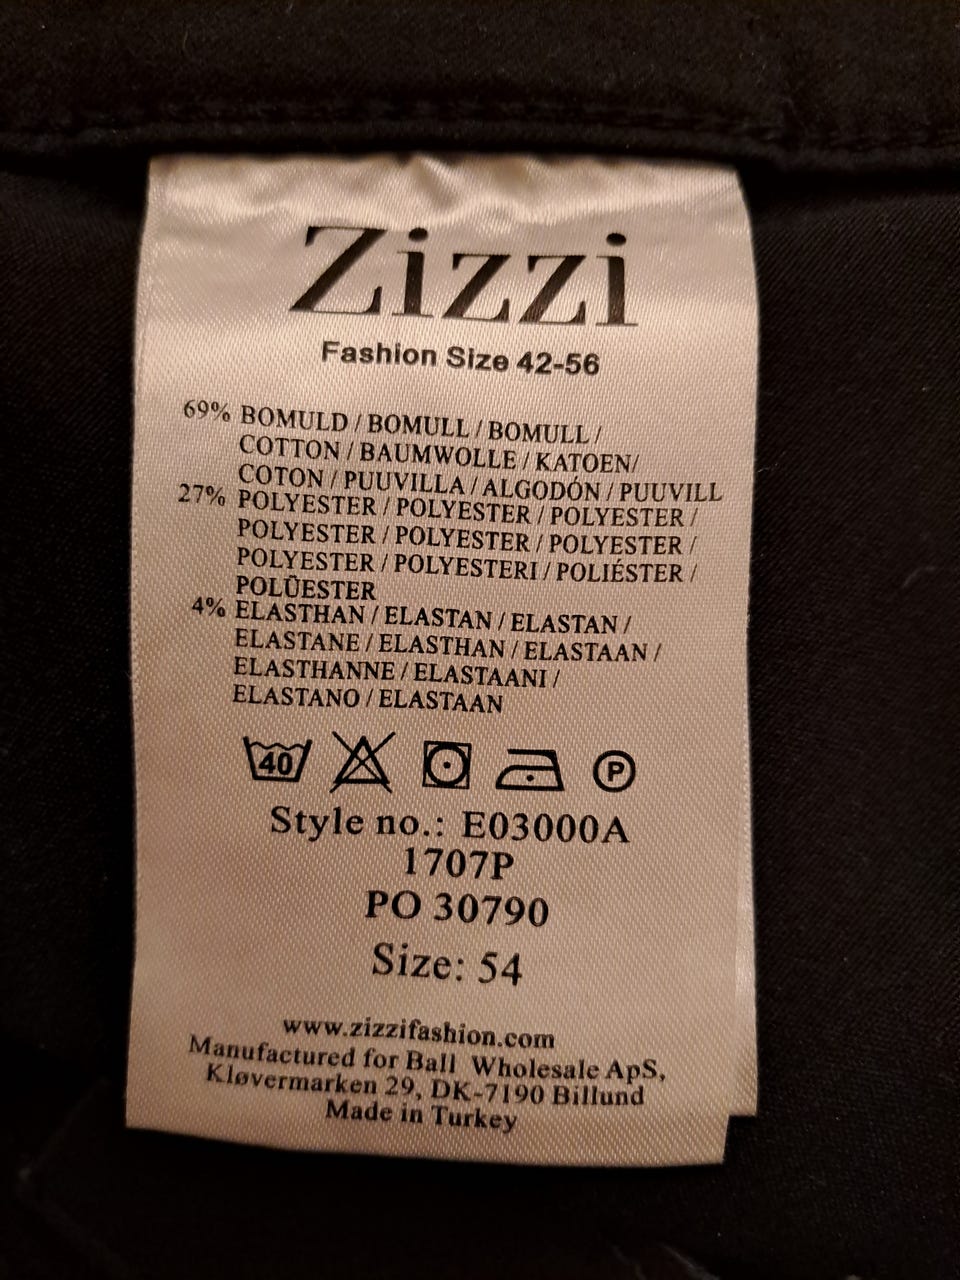 Zizzi
Fashion Size 42-56
69% BOMULD / BOMULL / BOMULL /
COTTON / BAUMWOLLE / KATOEN/
COTON / PUUVILLA / ALGODÓN / PUUVILL
27% POLYESTER / POLYESTER / POLYESTER /
POLYESTER / POLYESTER / POLYESTER /
POLYESTER / POLYESTERI / POLIÉSTER /
POLÜESTER
4% ELASTHAN / ELASTAN / ELASTAN /
ELASTANE / ELASTHAN / ELASTAAN /
ELASTHANNE / ELASTAANI /
ELASTANO / ELASTAAN
40 P
Style no.: E03000A
1707P
PO 30790
Size: 54
www.zizzifashion.com
Manufactured for Ball Wholesale ApS,
Kløvermarken 29, DK-7190 Billund
Made in Turkey